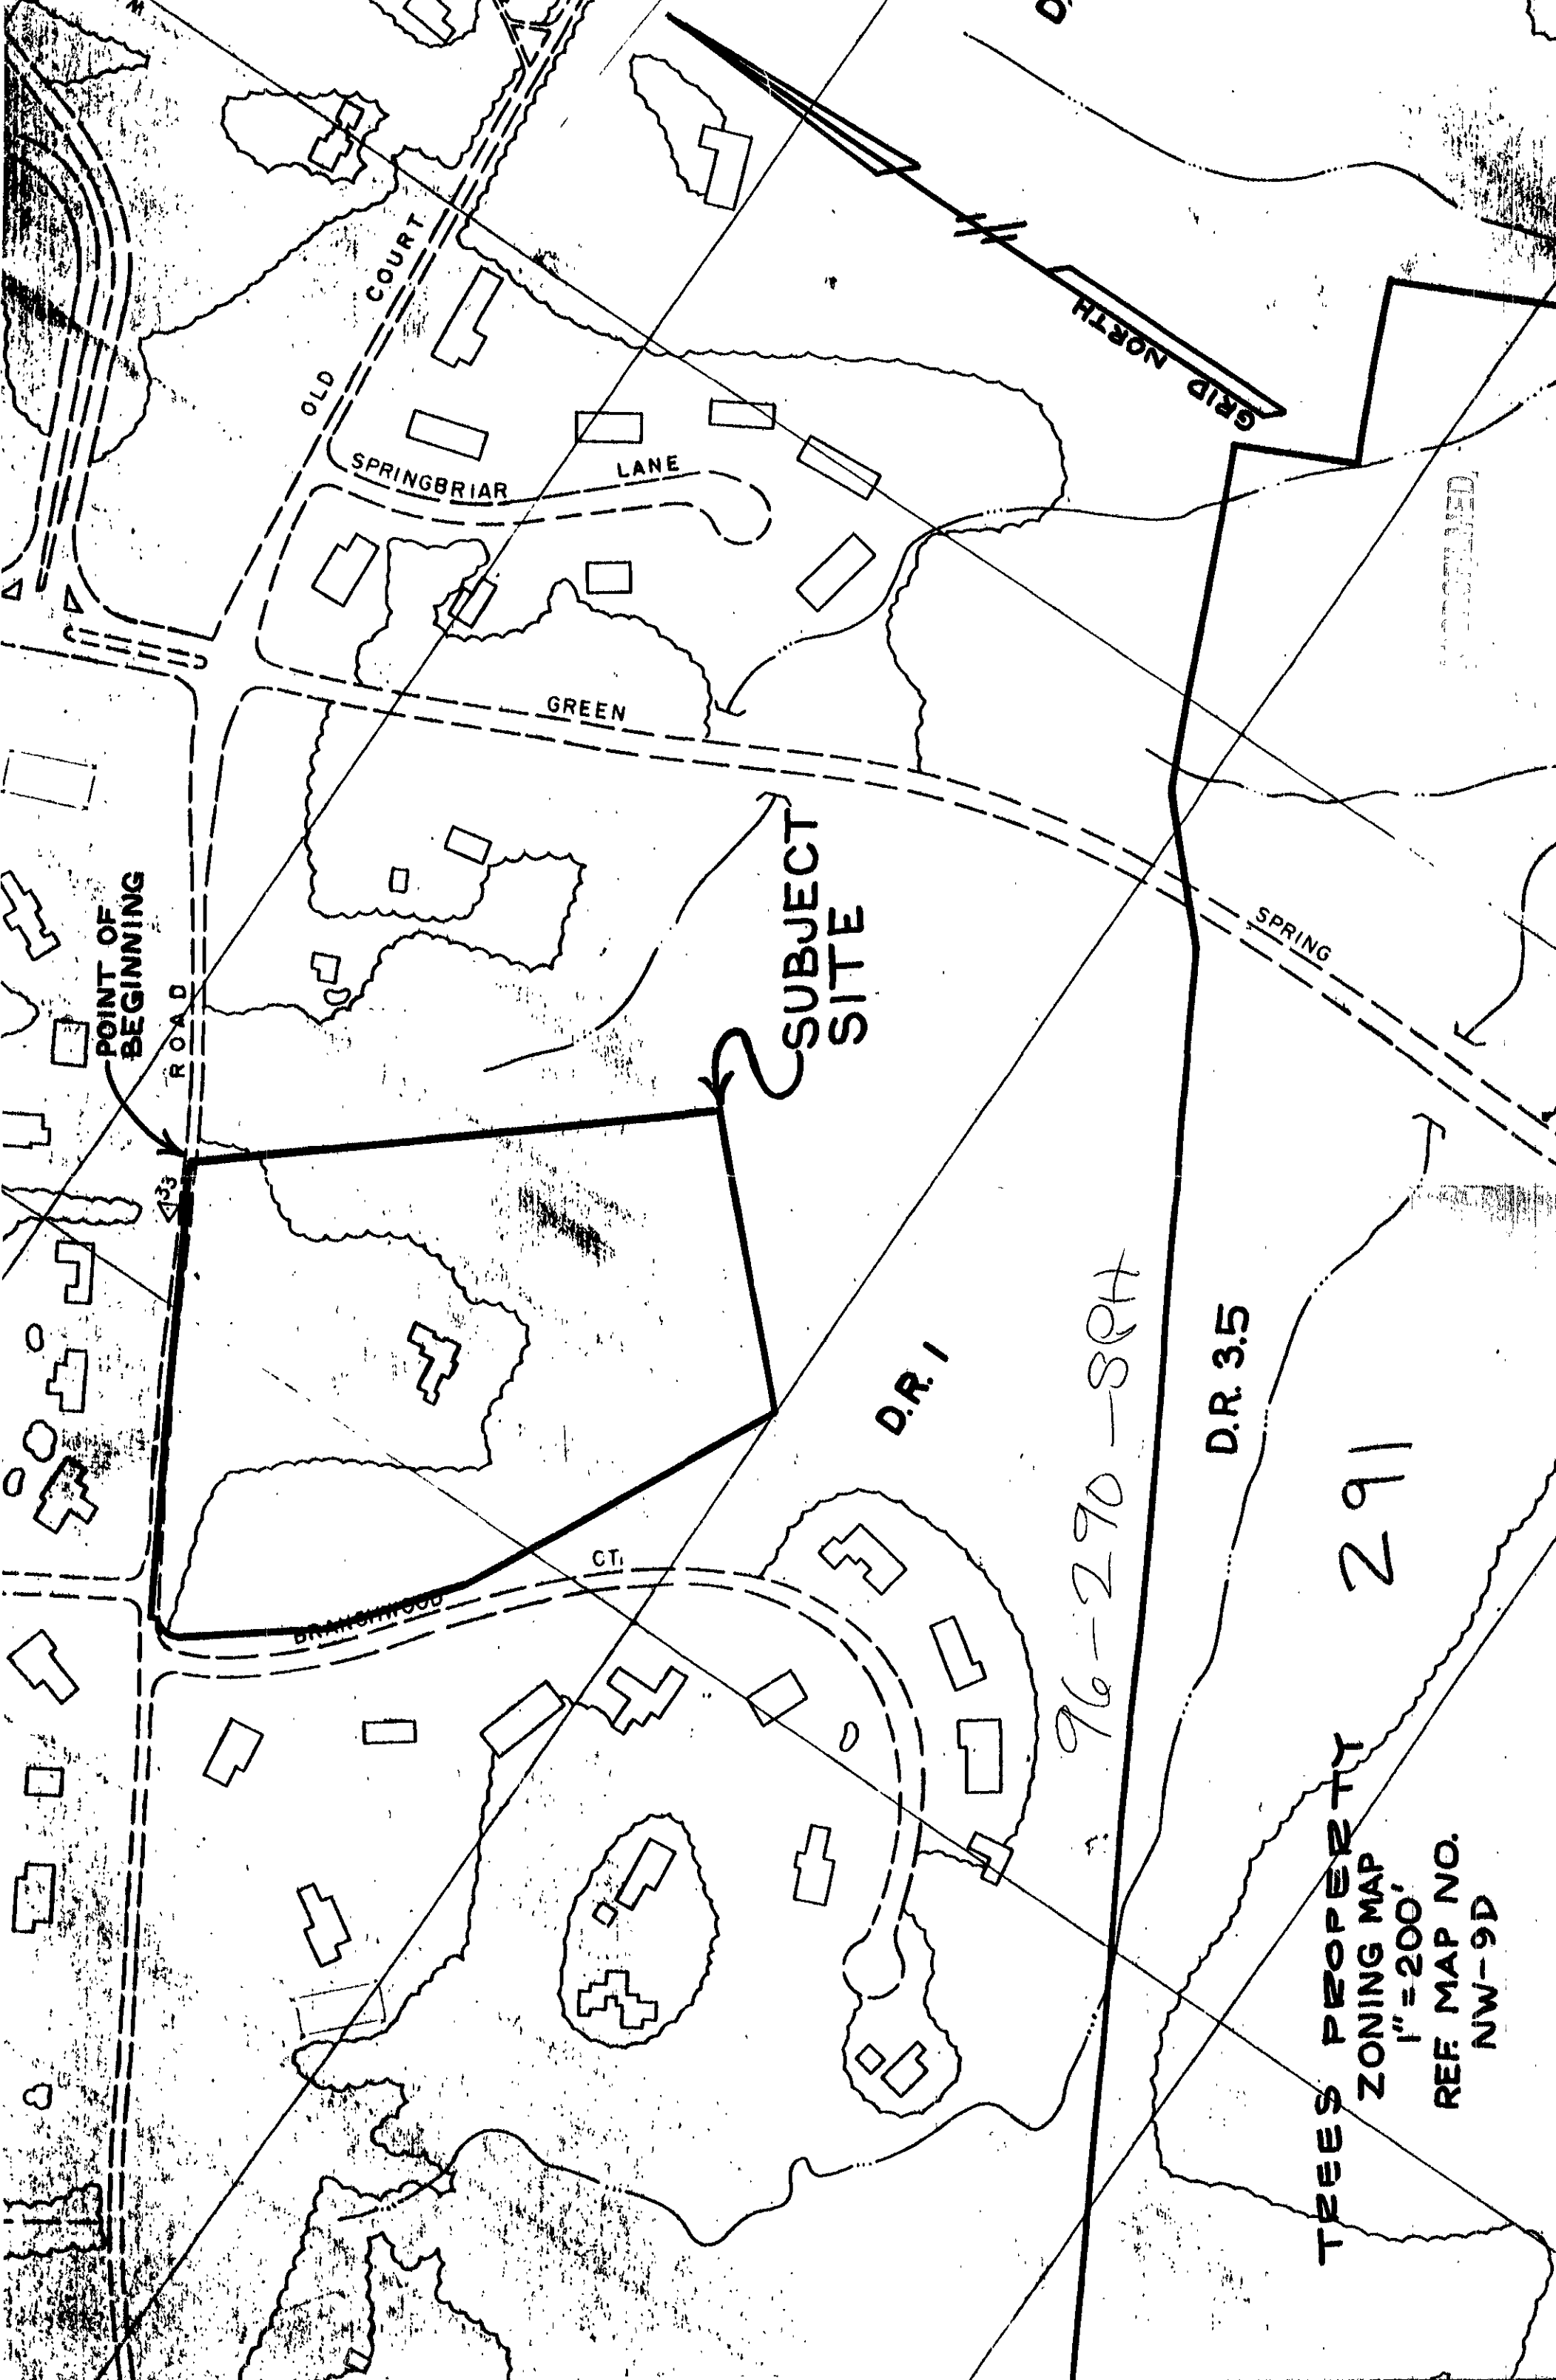 OLD
COURT
ROAD
SPRINGBRIAR
LANE
GRID NORTH
GREEN
SPRING
POINT OF
BEGINNING
33
SUBJECT
SITE
BRANCHWOOD
CT.
D.R. 1
96-290-SPH
D.R. 3.5
291
TREES PROPERTY
ZONING MAP
1"=200'
REF. MAP NO.
NW-9D